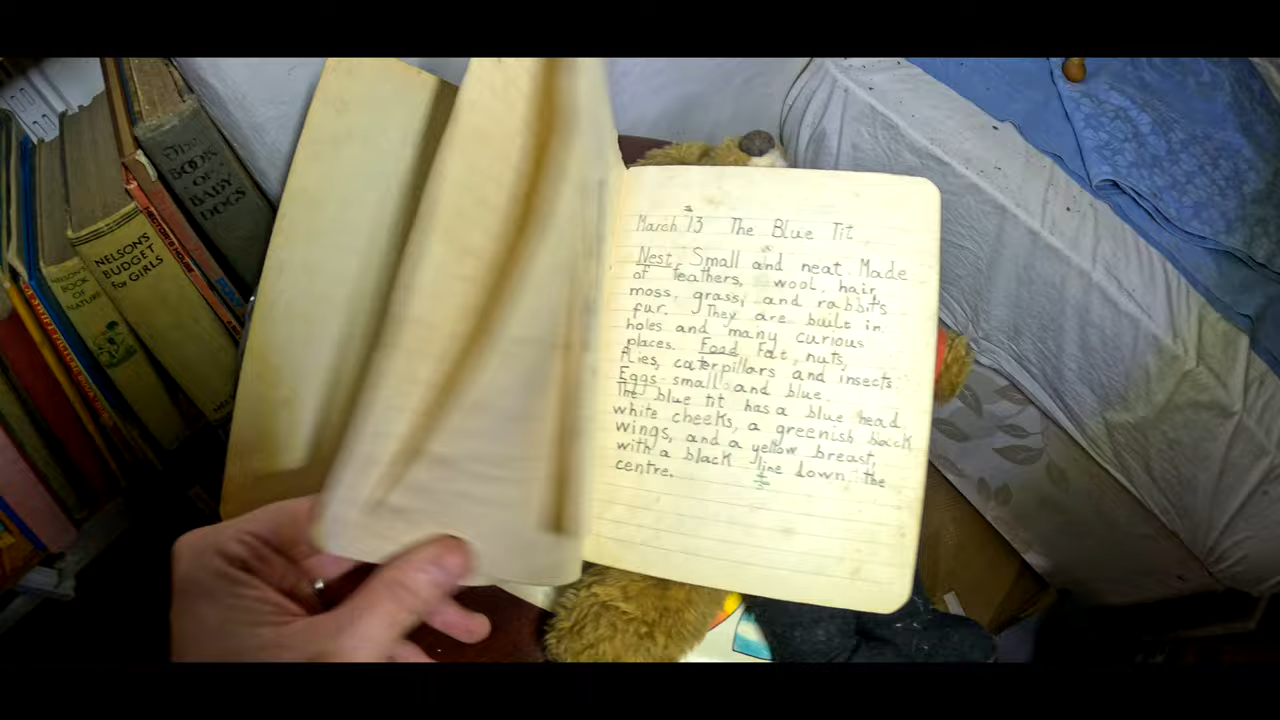 The
BOOK
OF
BABY
DOGS
HECTOR'S HOUSE
NELSON'S
BUDGET
for GIRLS
NELSON'S
BOOK
OF
NATURE
March 13 The Blue Tit
Nest Small and neat. Made
of feathers, wool, hair,
moss, grass, and rabbits
fur. They are built in
holes and many curious
places. Food Fat, nuts,
flies, caterpillars and insects.
Eggs small and blue.
The blue tit has a blue head
white cheeks, a greenish back
wings, and a yellow breast,
with a black line down the
centre.